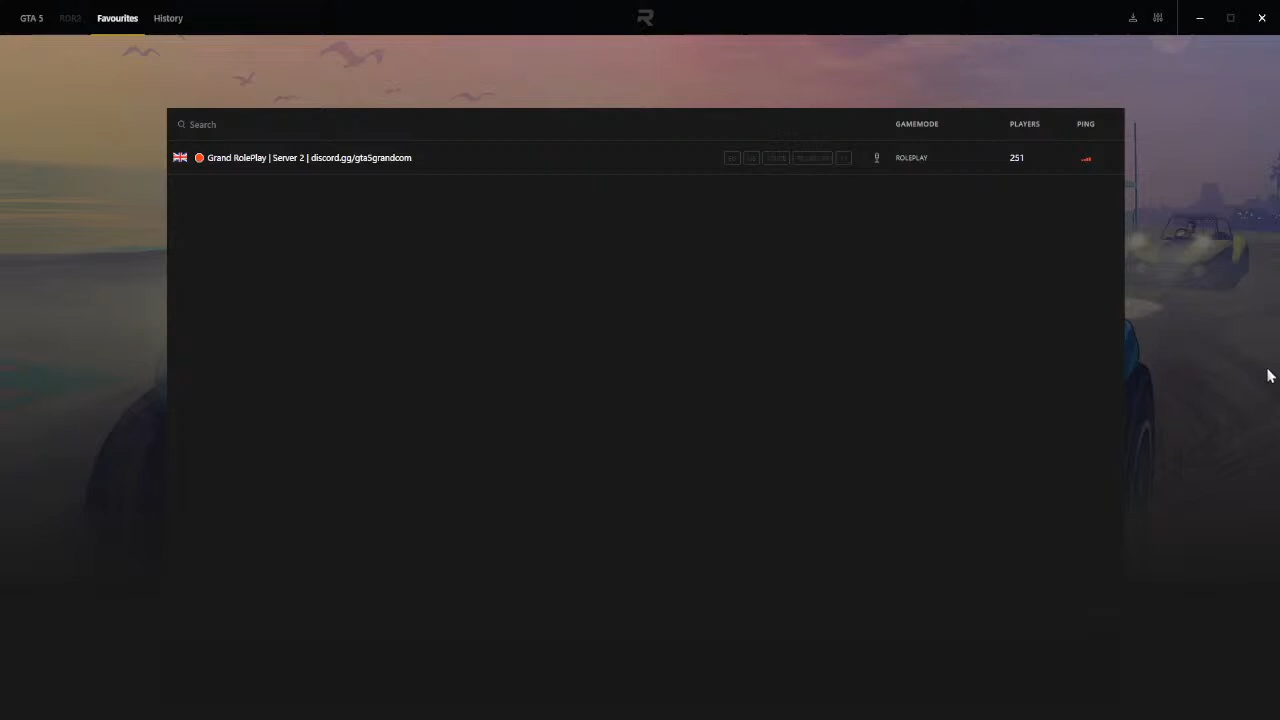 GTA 5 RDR2 Favourites History
Search GAMEMODE PLAYERS PING
Grand RolePlay | Server 2 | discord.gg/gta5grandcom ROLEPLAY 251